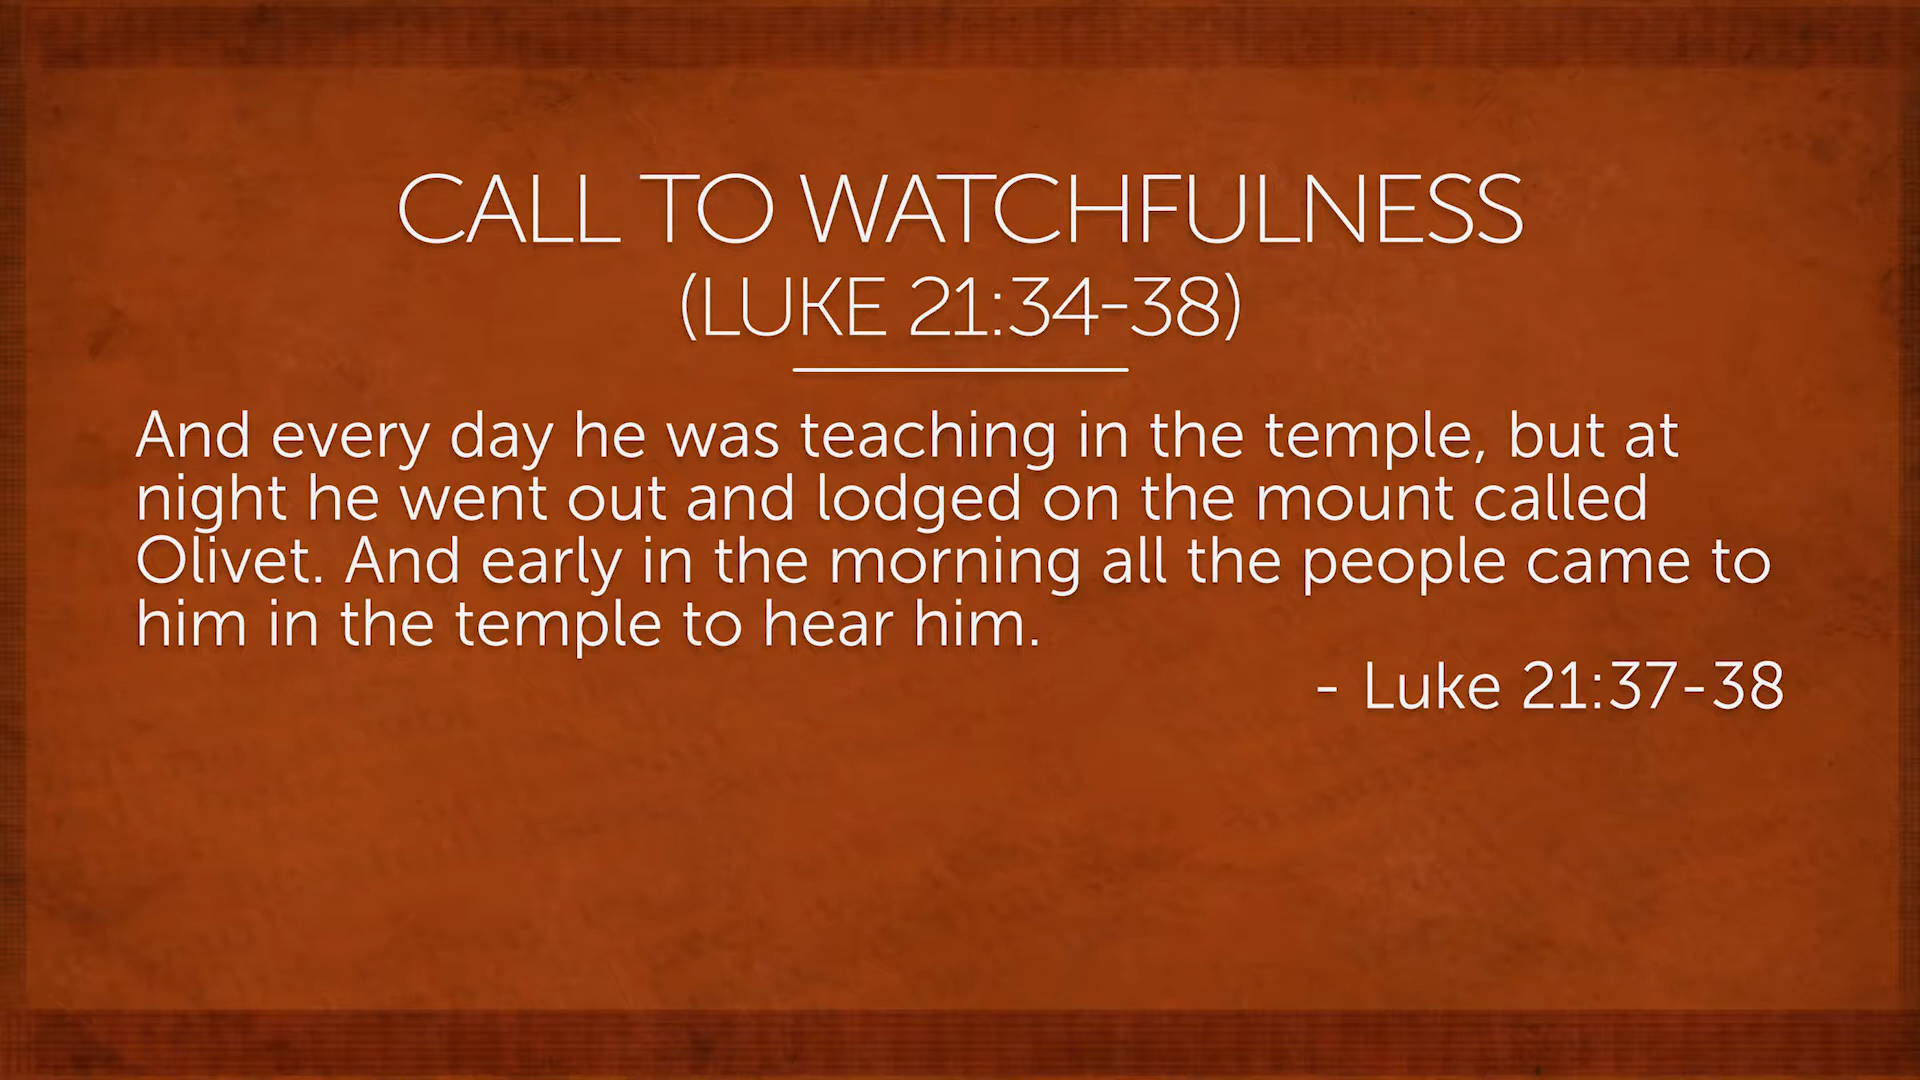 CALL TO WATCHFULNESS
(LUKE 21:34-38)
And every day he was teaching in the temple, but at
night he went out and lodged on the mount called
Olivet. And early in the morning all the people came to
him in the temple to hear him.
- Luke 21:37-38